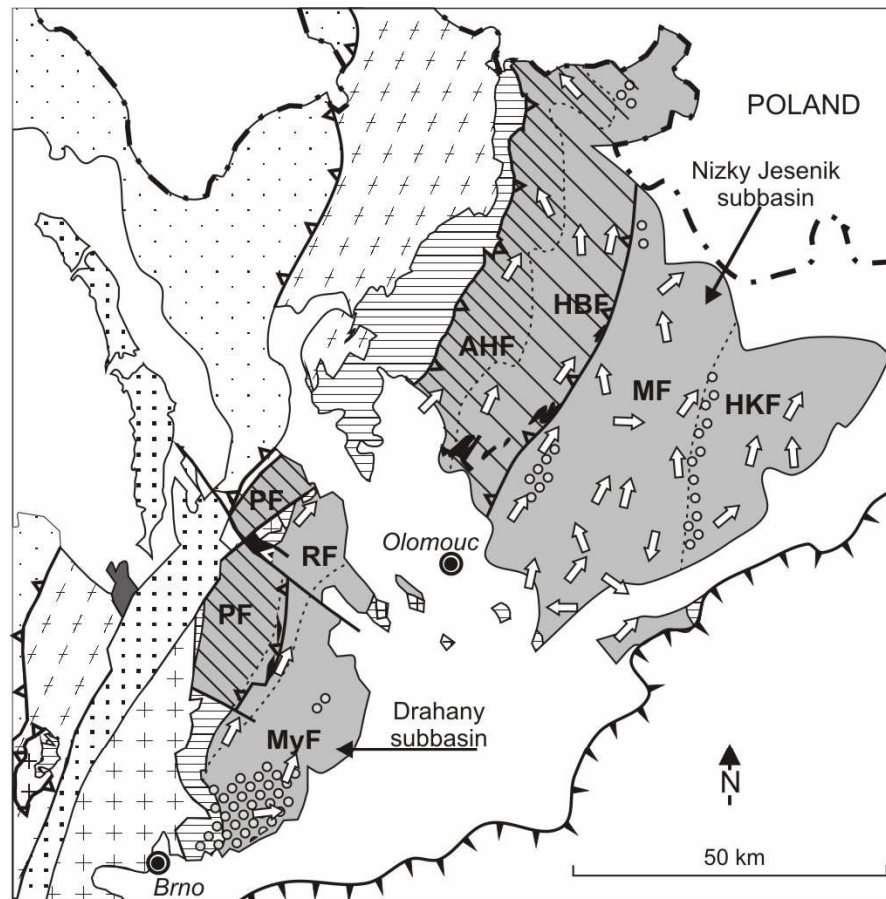 POLAND
Nizky Jesenik
subbasin
HBF
AHF
MF
HKF
PF
RF
Olomouc
PF
Drahany
subbasin
MyF
N
50 km
Brno